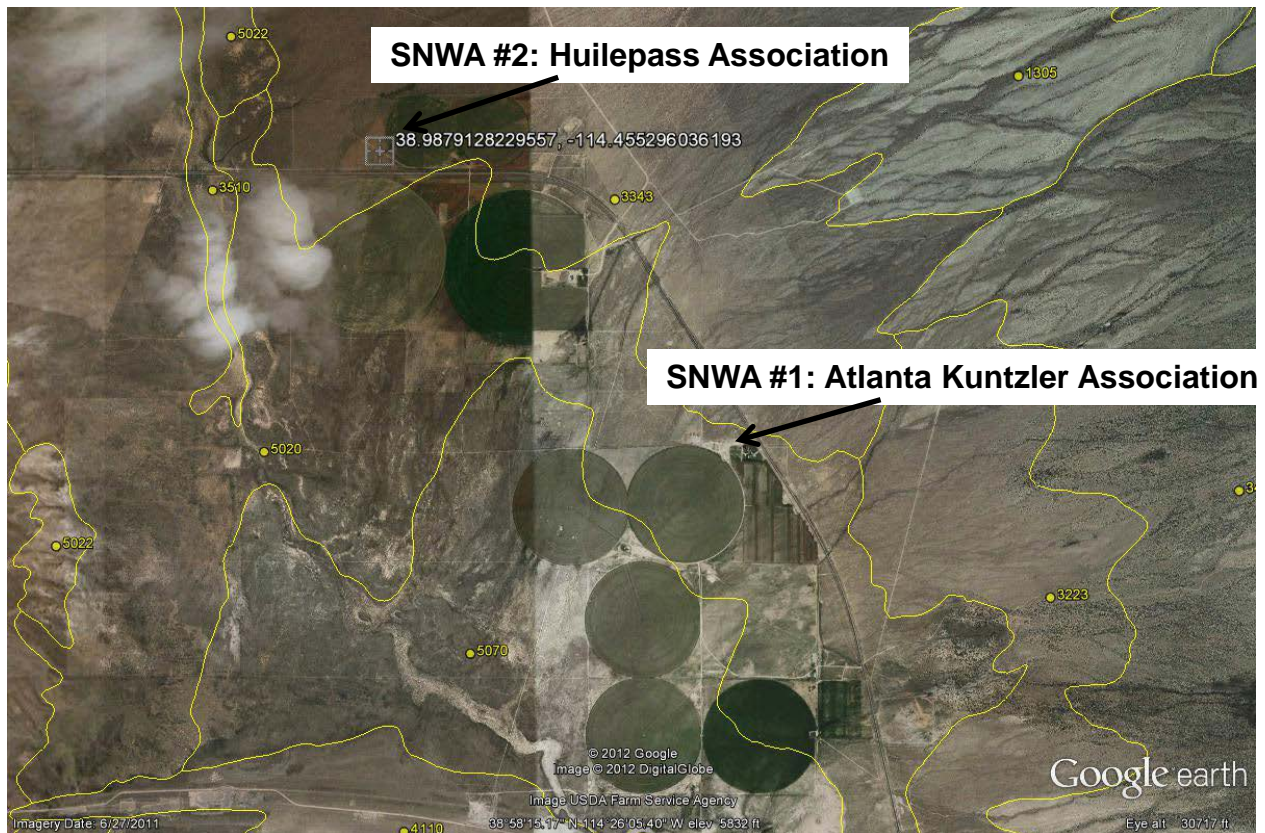 5022
SNWA #2: Huilepass Association
1305
38.9879128229557, -114.455296036193
3510
3343
SNWA #1: Atlanta Kuntzler Association
5020
5022
3223
5070
© 2012 Google
Image © 2012 DigitalGlobe
Image USDA Farm Service Agency
Google earth
Imagery Date: 6/27/2011
4110
38°58'15.17" N 114°26'05.40" W elev 5832 ft
Eye alt 30717 ft